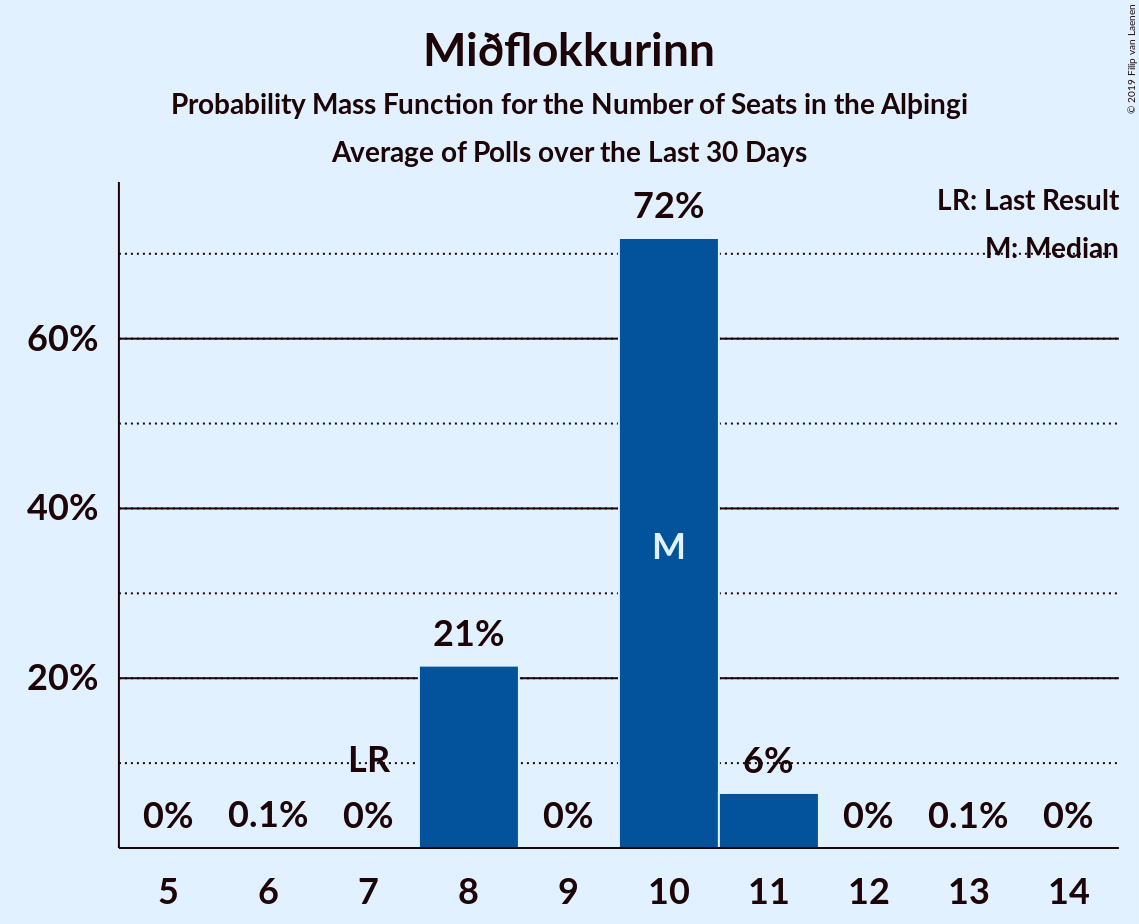 Miðflokkurinn
Probability Mass Function for the Number of Seats in the Alþingi
Average of Polls over the Last 30 Days
© 2019 Filip van Laenen
LR: Last Result
M: Median
72%
60%
40%
M
21%
20%
LR
6%
0%
0.1%
0%
0%
0%
0.1%
0%
5 6 7 8 9 10 11 12 13 14